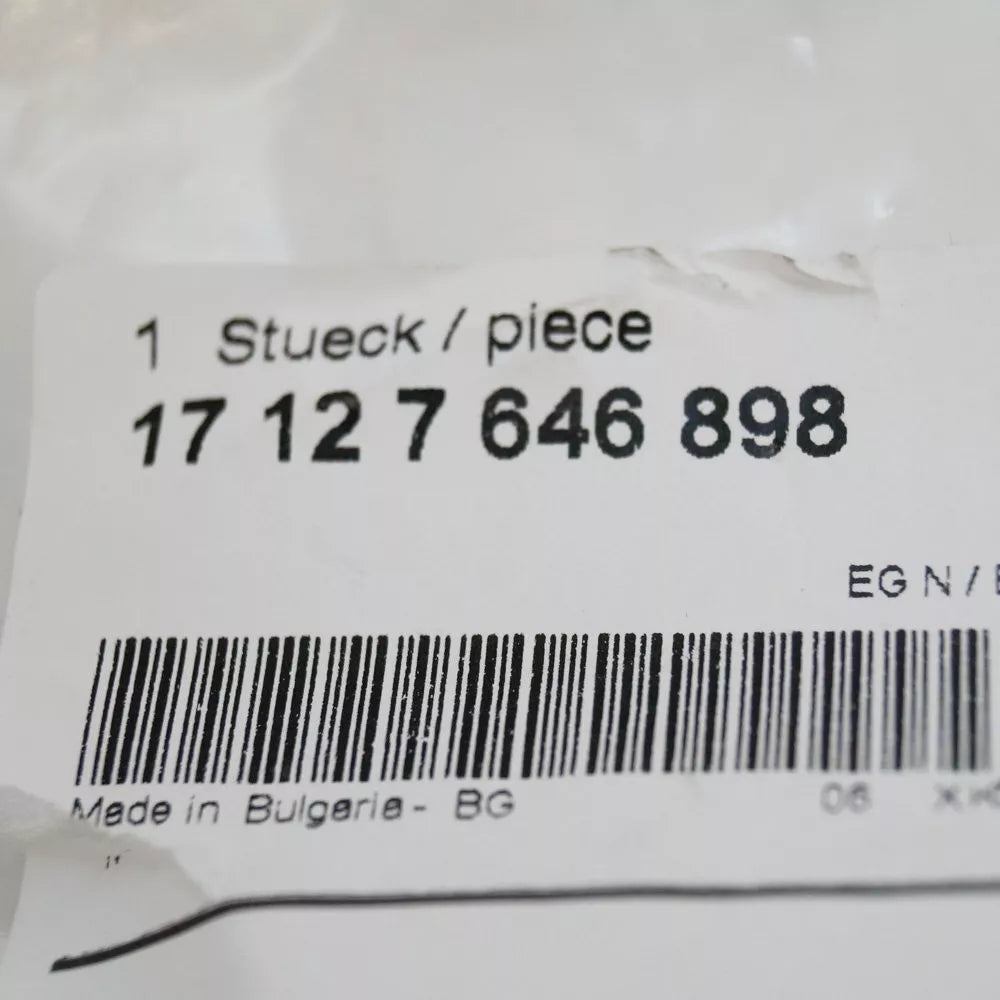 1 Stueck / piece
17 12 7 646 898
EG N /
Made in Bulgaria - BG
06